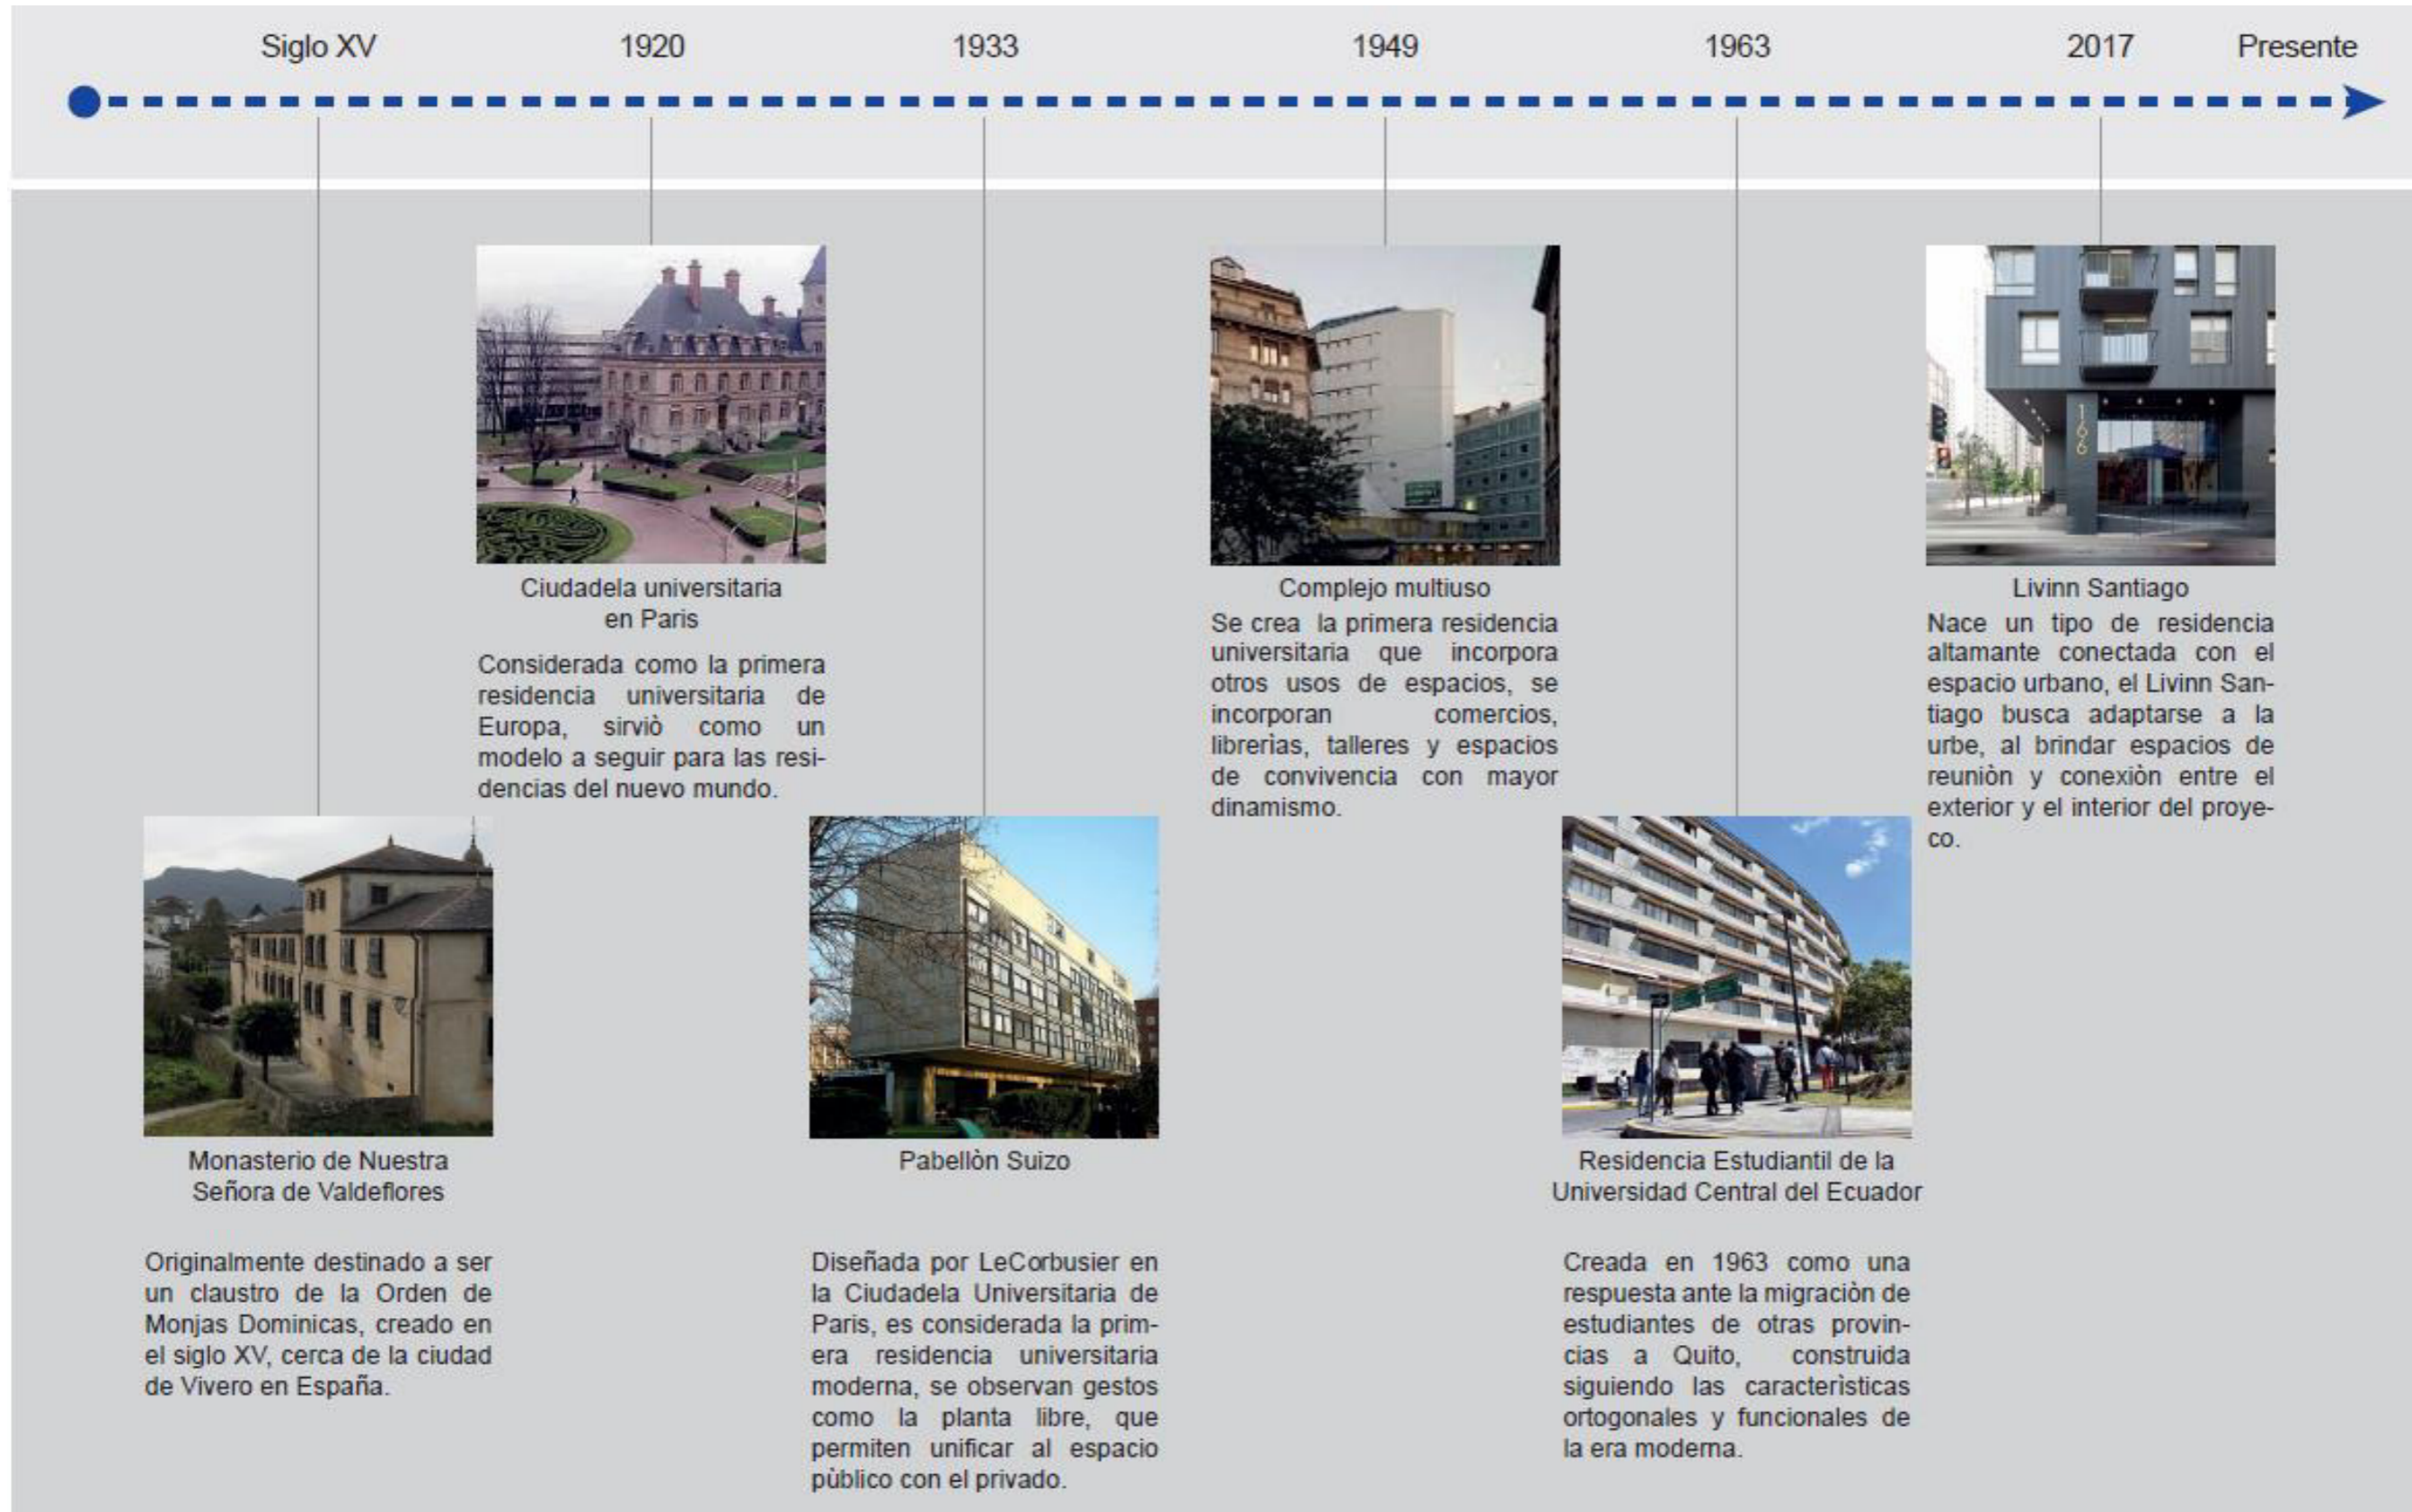 Siglo XV
1920
1933
1949
1963
2017
Presente
Ciudadela universitaria
en Paris
Considerada como la primera
residencia universitaria de
Europa, sirviò como un
modelo a seguir para las resi-
dencias del nuevo mundo.
Complejo multiuso
Se crea la primera residencia
universitaria que incorpora
otros usos de espacios, se
incorporan comercios,
librerìas, talleres y espacios
de convivencia con mayor
dinamismo.
166
Livinn Santiago
Nace un tipo de residencia
altamante conectada con el
espacio urbano, el Livinn San-
tiago busca adaptarse a la
urbe, al brindar espacios de
reuniòn y conexiòn entre el
exterior y el interior del proye-
co.
Monasterio de Nuestra
Señora de Valdeflores
Originalmente destinado a ser
un claustro de la Orden de
Monjas Dominicas, creado en
el siglo XV, cerca de la ciudad
de Vivero en España.
Pabellòn Suizo
Diseñada por LeCorbusier en
la Ciudadela Universitaria de
Paris, es considerada la prim-
era residencia universitaria
moderna, se observan gestos
como la planta libre, que
permiten unificar al espacio
pùblico con el privado.
Residencia Estudiantil de la
Universidad Central del Ecuador
Creada en 1963 como una
respuesta ante la migraciòn de
estudiantes de otras provin-
cias a Quito, construida
siguiendo las caracterìsticas
ortogonales y funcionales de
la era moderna.